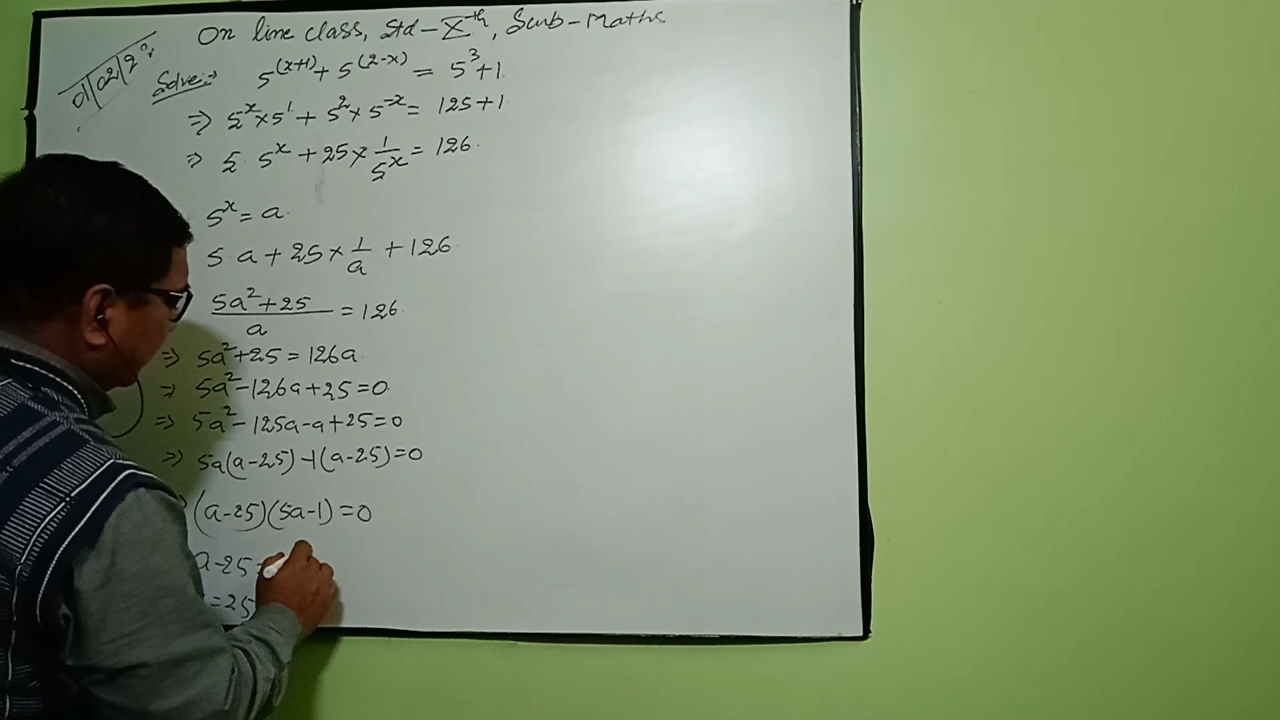 On line class, Std-Xth, Sub-Maths.
01/02/2
Solve:- 5^(x+1) + 5^(2-x) = 5^3 + 1
⇒ 5^x × 5^1 + 5^2 × 5^-x = 125 + 1
⇒ 5. 5^x + 25 × 1/5^x = 126.
5^x = a.
5 a + 25 × 1/a + 126
(5a^2 + 25)/a = 126.
⇒ 5a^2 + 25 = 126a.
⇒ 5a^2 - 126a + 25 = 0.
⇒ 5a^2 - 125a - a + 25 = 0
⇒ 5a(a-25) -1(a-25) = 0
(a-25)(5a-1) = 0
a-25 =
= 25